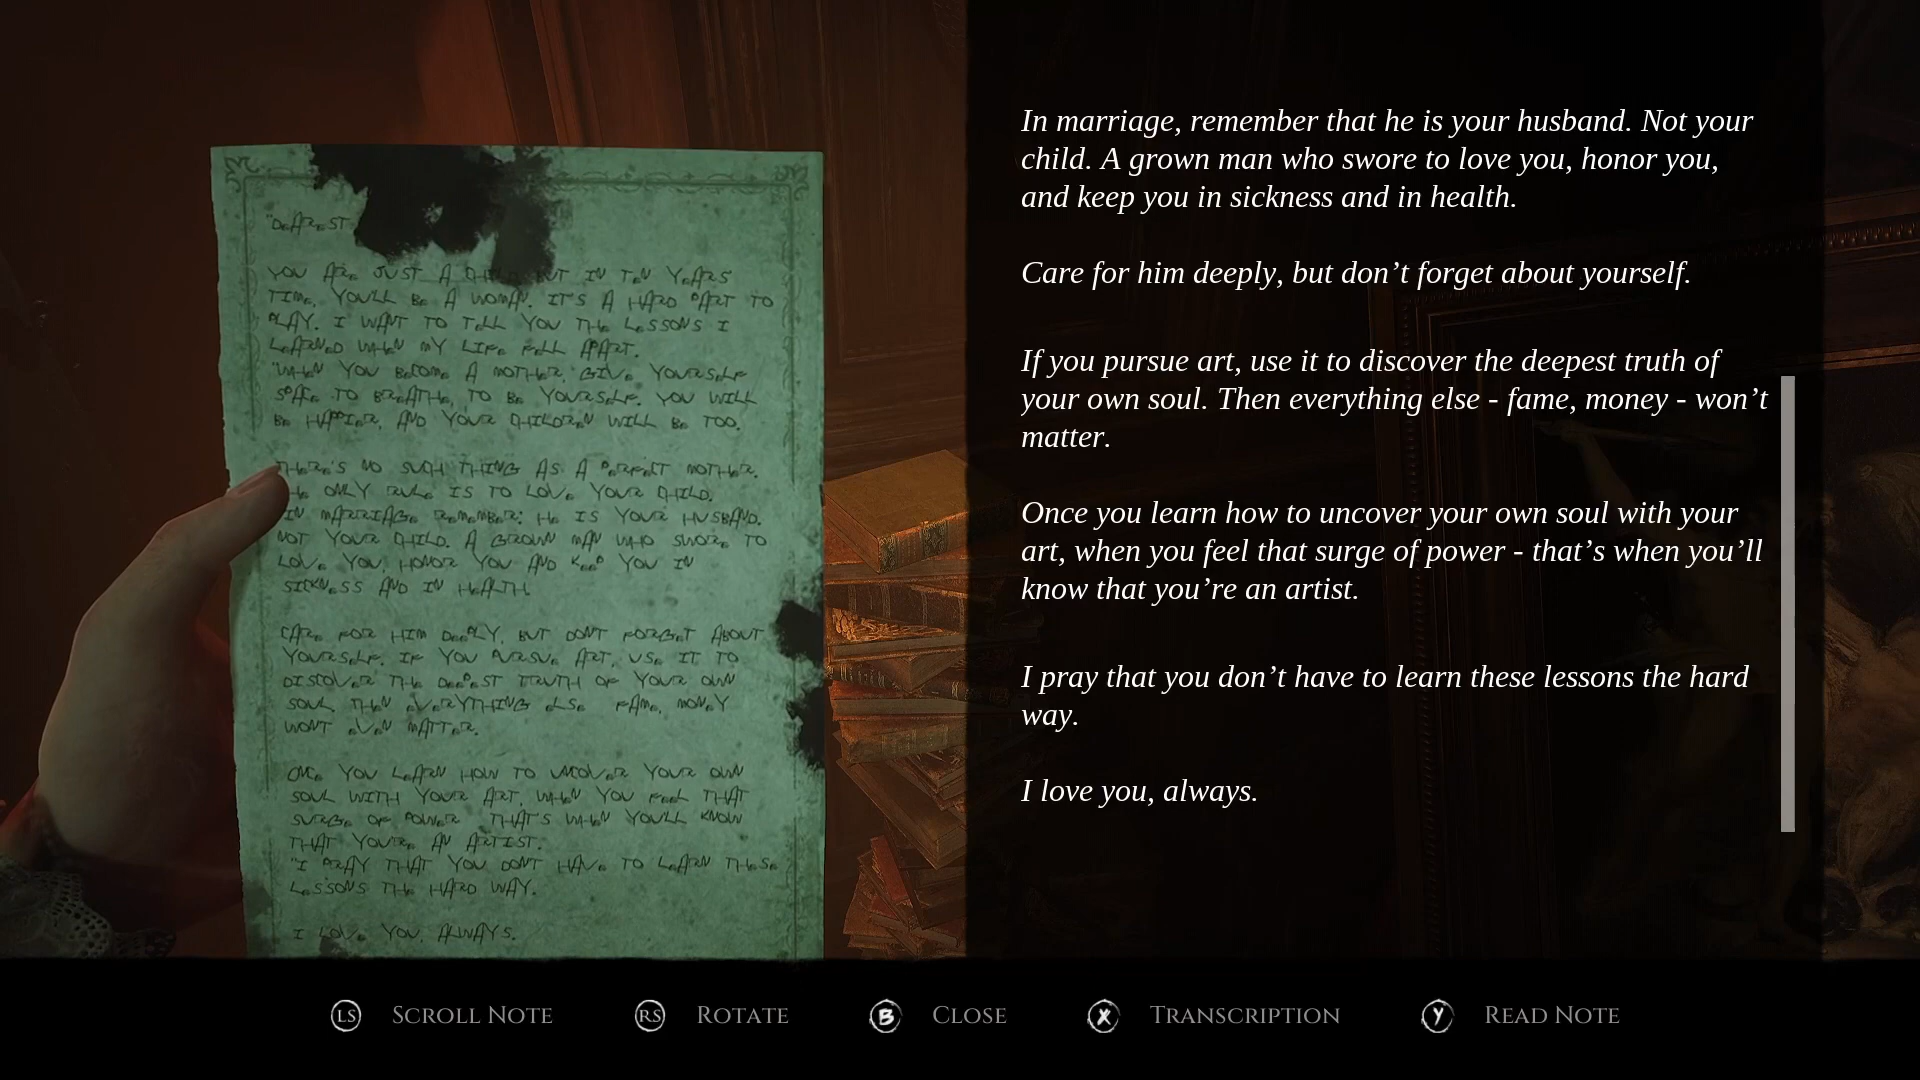 "DEAREST
YOU ARE JUST A CHILD BUT IN TEN YEARS
TIME, YOU'LL BE A WOMAN. IT'S A HARD PART TO
PLAY. I WANT TO TELL YOU THE LESSONS I
LEARNED WHEN MY LIFE FELL APART.
"WHEN YOU BECOME A MOTHER, GIVE YOURSELF
SPACE TO BREATHE, TO BE YOURSELF. YOU WILL
BE HAPPIER, AND YOUR CHILDREN WILL BE TOO.
THERE'S NO SUCH THING AS A PERFECT MOTHER.
THE ONLY RULE IS TO LOVE YOUR CHILD.
IN MARRIAGE REMEMBER: HE IS YOUR HUSBAND.
NOT YOUR CHILD. A GROWN MAN WHO SWORE TO
LOVE YOU, HONOR YOU AND KEEP YOU IN
SICKNESS AND IN HEALTH.
CARE FOR HIM DEEPLY, BUT DONT FORGET ABOUT
YOURSELF. IF YOU PURSUE ART, USE IT TO
DISCOVER THE DEEPEST TRUTH OF YOUR OWN
SOUL. THEN EVERYTHING ELSE FAME, MONEY
WONT EVEN MATTER.
ONCE YOU LEARN HOW TO UNCOVER YOUR OWN
SOUL WITH YOUR ART, WHEN YOU FEEL THAT
SURGE OF POWER THAT'S WHEN YOULL KNOW
THAT YOU'RE AN ARTIST.
"I PRAY THAT YOU DONT HAVE TO LEARN THESE
LESSONS THE HARD WAY.
I LOVE YOU, ALWAYS.
In marriage, remember that he is your husband. Not your
child. A grown man who swore to love you, honor you,
and keep you in sickness and in health.
Care for him deeply, but don't forget about yourself.
If you pursue art, use it to discover the deepest truth of
your own soul. Then everything else - fame, money - won't
matter.
Once you learn how to uncover your own soul with your
art, when you feel that surge of power - that's when you'll
know that you're an artist.
I pray that you don't have to learn these lessons the hard
way.
I love you, always.
LS SCROLL NOTE RS ROTATE B CLOSE X TRANSCRIPTION Y READ NOTE